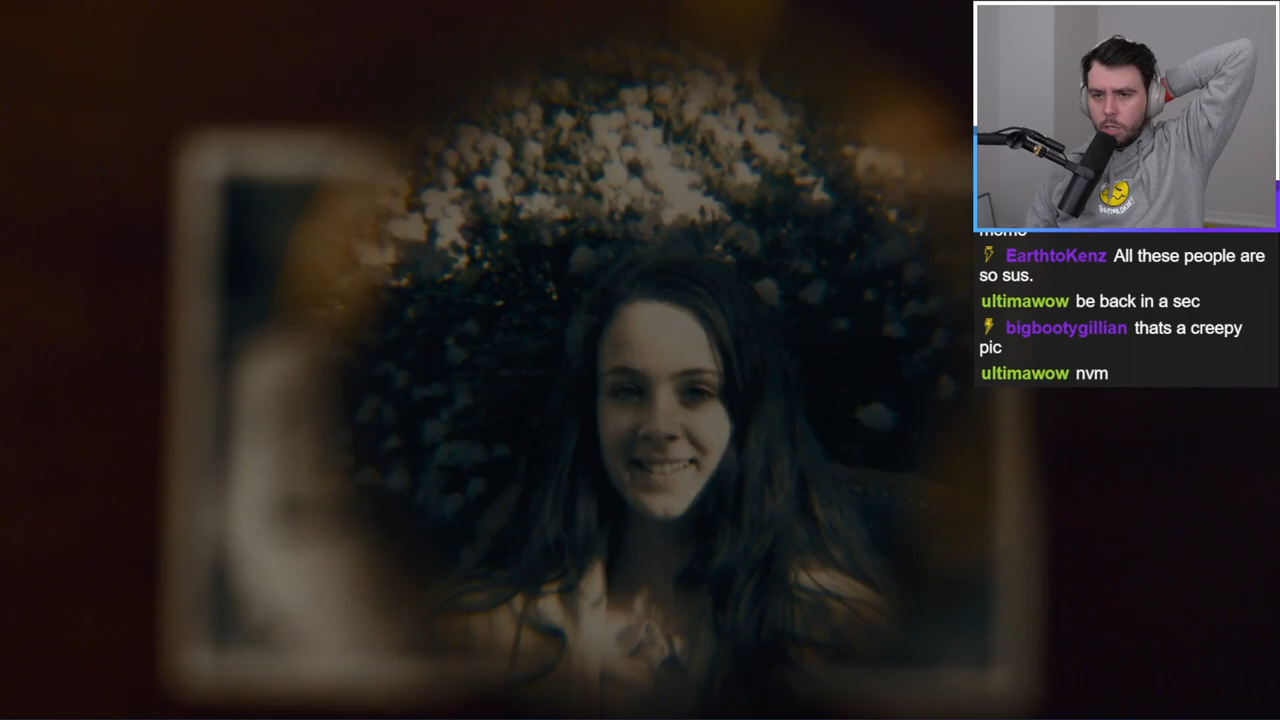 EarthtoKenz All these people are
so sus.
ultimawow be back in a sec
bigbootygillian thats a creepy
pic
ultimawow nvm